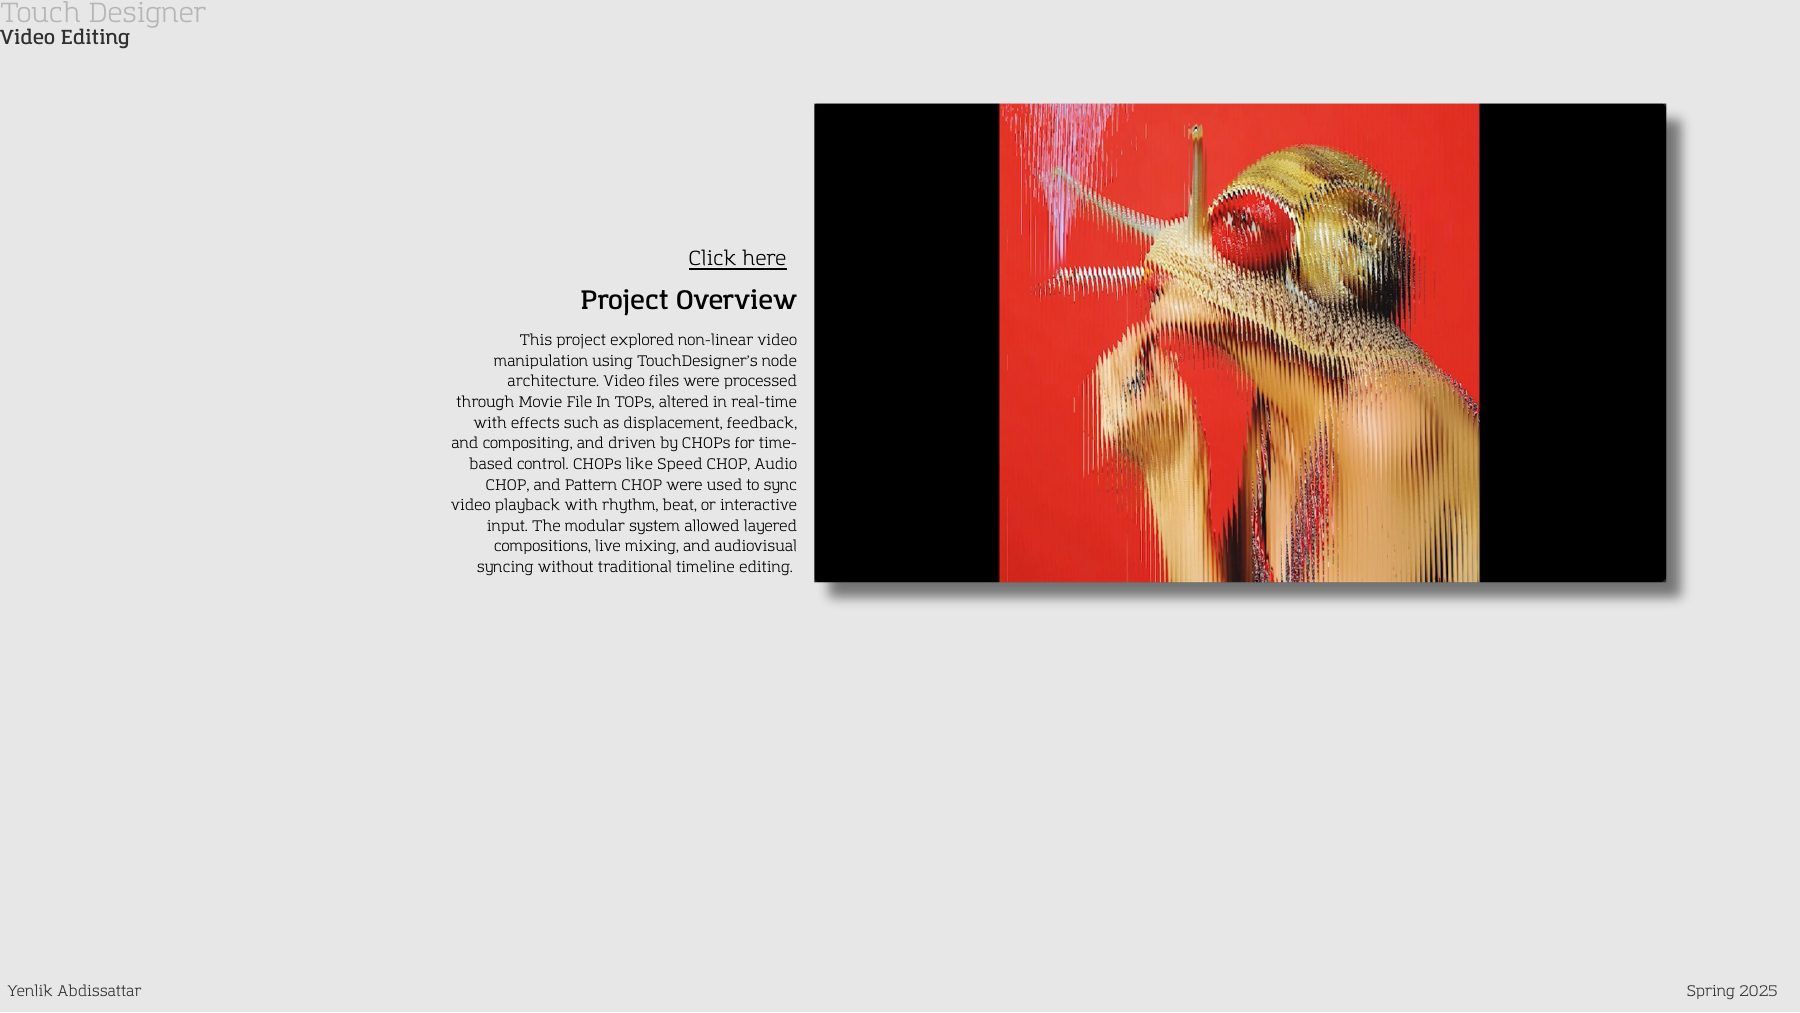 Touch Designer
Video Editing
Click here
Project Overview
This project explored non-linear video
manipulation using TouchDesigner's node
architecture. Video files were processed
through Movie File In TOPs, altered in real-time
with effects such as displacement, feedback,
and compositing, and driven by CHOPs for time-
based control. CHOPs like Speed CHOP, Audio
CHOP, and Pattern CHOP were used to sync
video playback with rhythm, beat, or interactive
input. The modular system allowed layered
compositions, live mixing, and audiovisual
syncing without traditional timeline editing.
Yenlik Abdissattar
Spring 2025